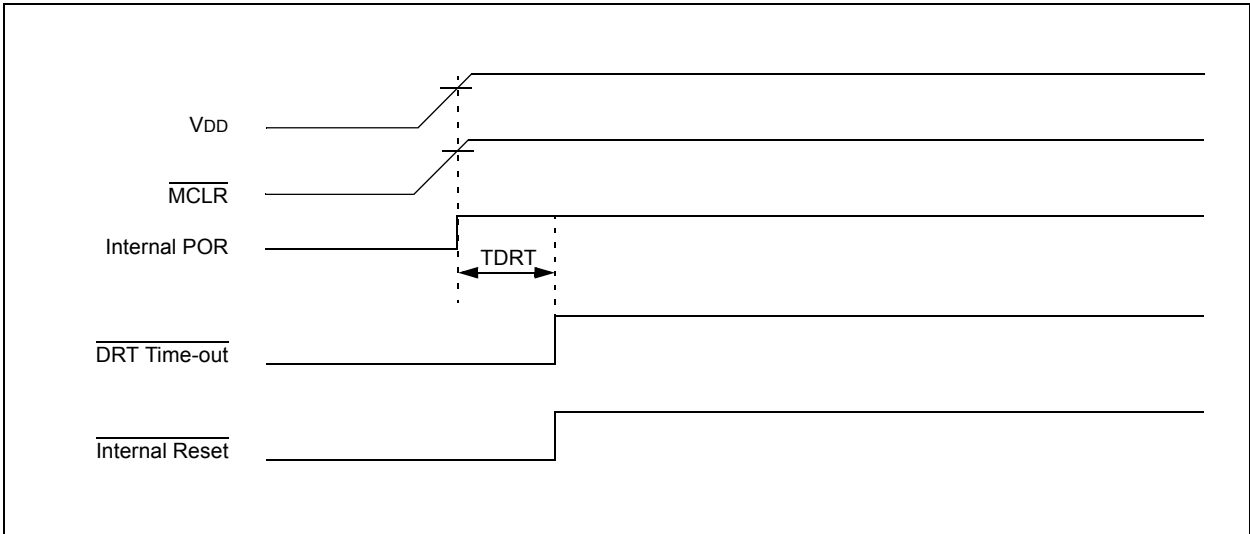 VDD
MCLR
Internal POR
TDRT
DRT Time-out
Internal Reset